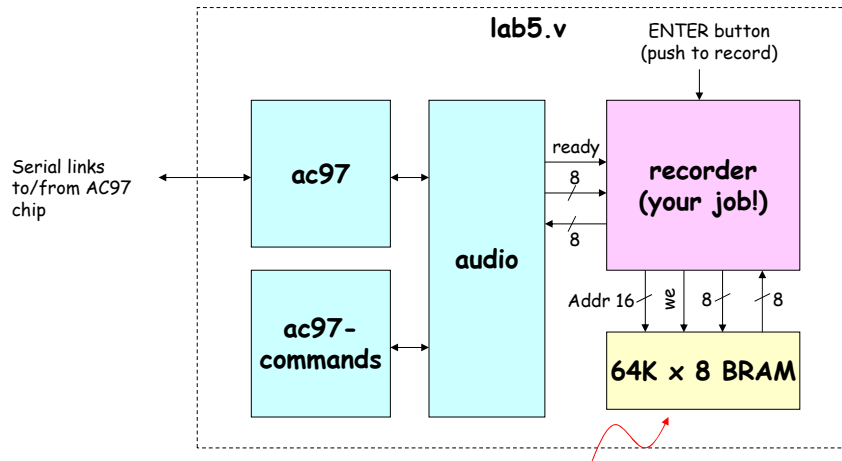 lab5.v
ENTER button
(push to record)
Serial links
to/from AC97
chip
ac97
ac97-
commands
audio
ready
8
8
recorder
(your job!)
Addr 16
we
8
8
64K x 8 BRAM